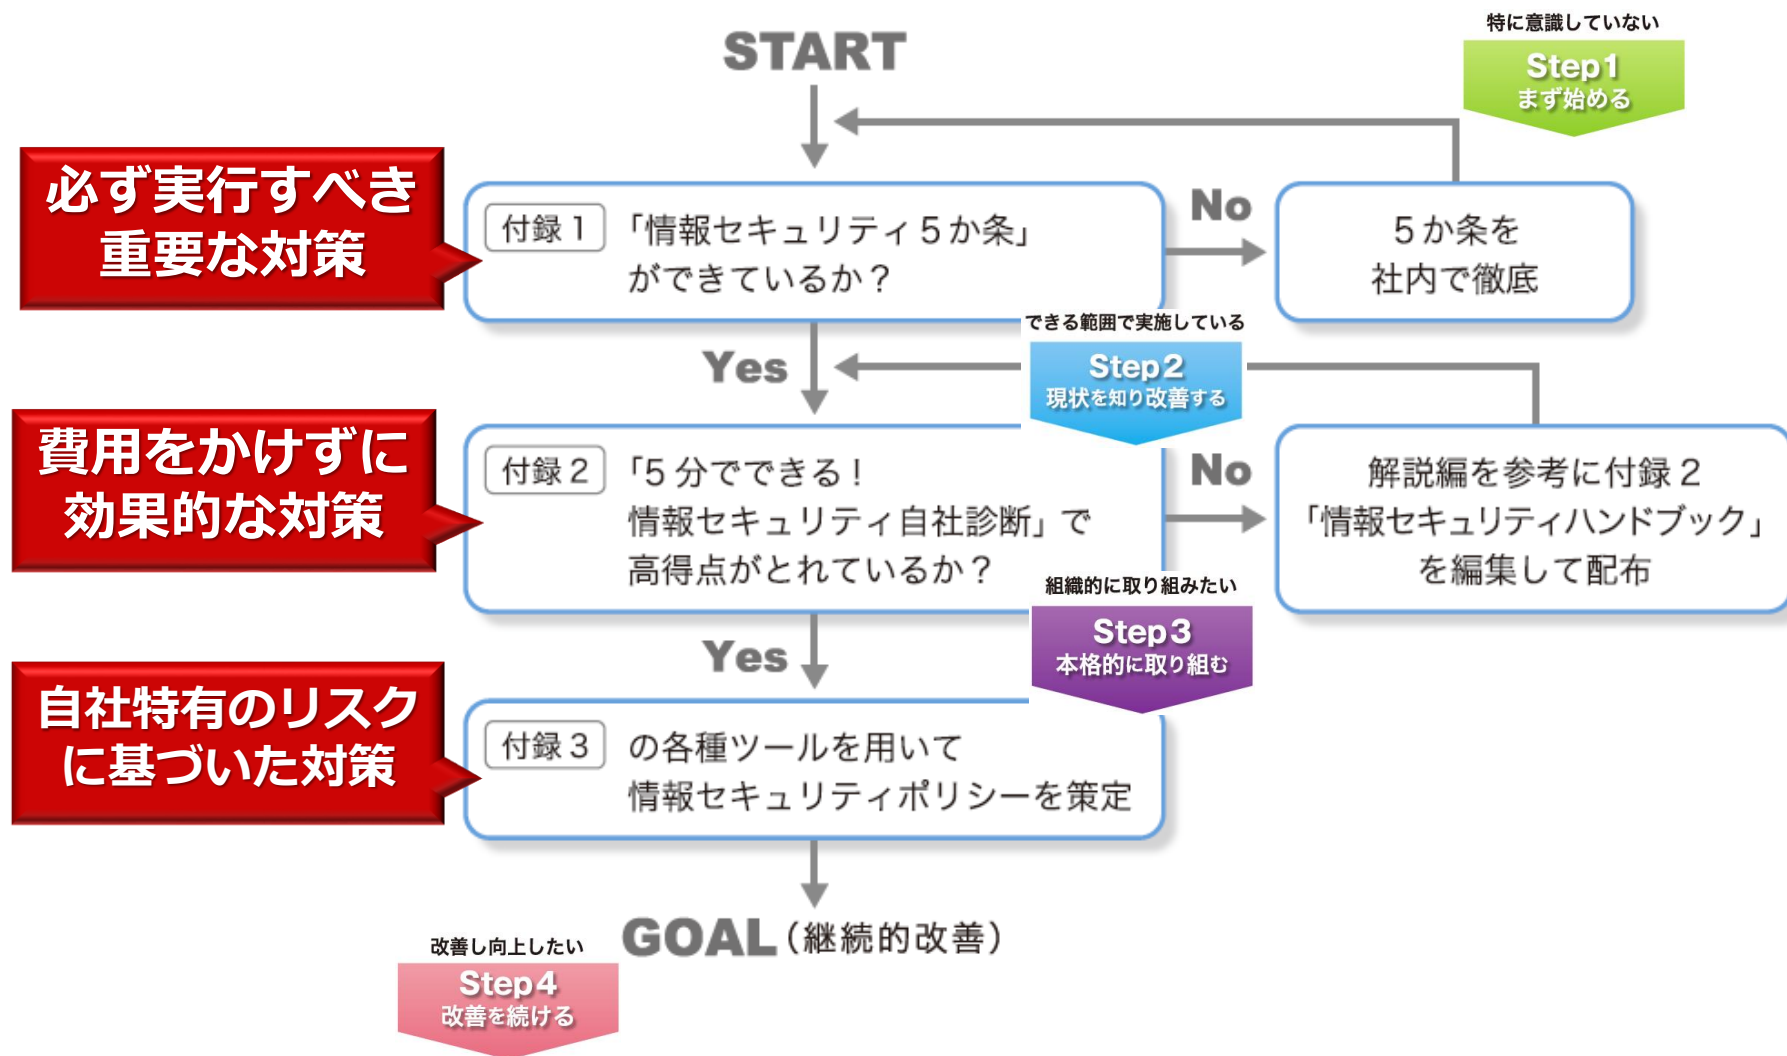 特に意識していない
Step1
まず始める
START
必ず実行すべき
重要な対策
付録1
「情報セキュリティ5か条」
ができているか？
No
5か条を
社内で徹底
できる範囲で実施している
Step2
現状を知り改善する
Yes
費用をかけずに
効果的な対策
付録2
「5分でできる！
情報セキュリティ自社診断」で
高得点がとれているか？
No
解説編を参考に付録2
「情報セキュリティハンドブック」
を編集して配布
組織的に取り組みたい
Step3
本格的に取り組む
Yes
自社特有のリスク
に基づいた対策
付録3
の各種ツールを用いて
情報セキュリティポリシーを策定
GOAL（継続的改善）
改善し向上したい
Step4
改善を続ける